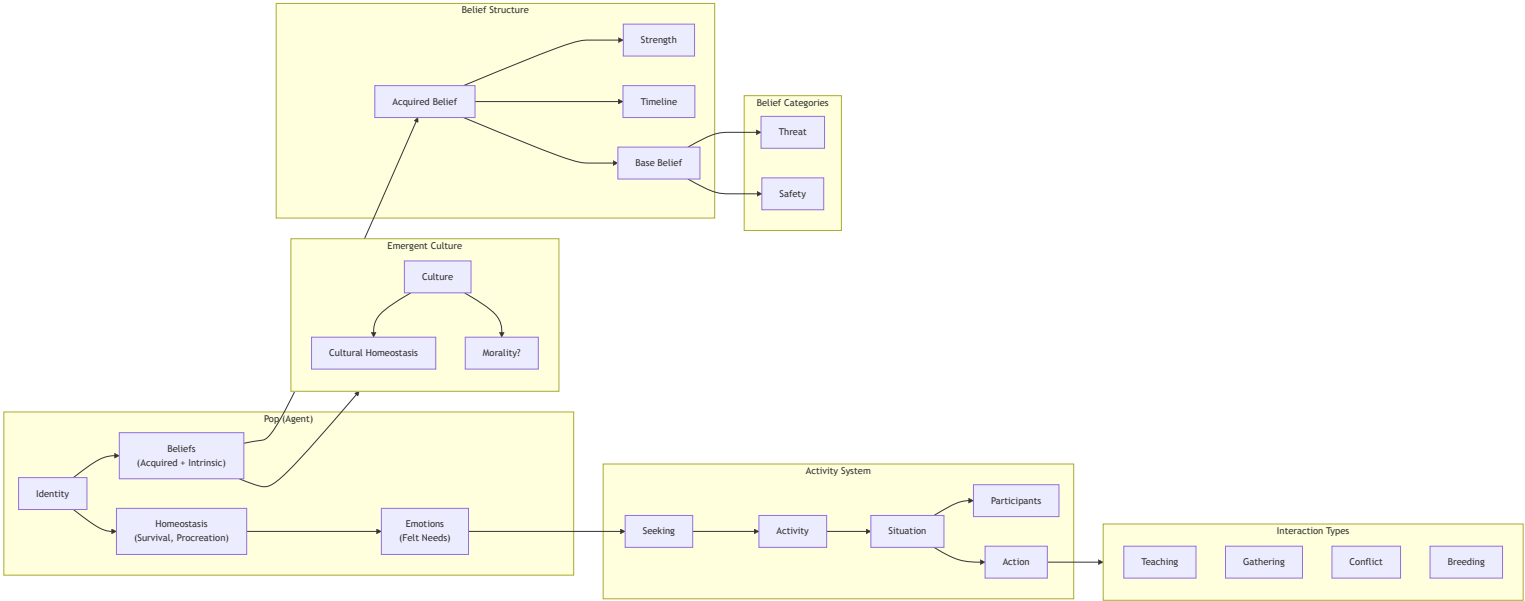 Belief Structure
Strength
Acquired Belief
Timeline
Base Belief
Belief Categories
Threat
Safety
Emergent Culture
Culture
Cultural Homeostasis
Morality?
Pop (Agent)
Beliefs
(Acquired + Intrinsic)
Identity
Homeostasis
(Survival, Procreation)
Emotions
(Felt Needs)
Activity System
Participants
Seeking
Activity
Situation
Action
Interaction Types
Teaching
Gathering
Conflict
Breeding